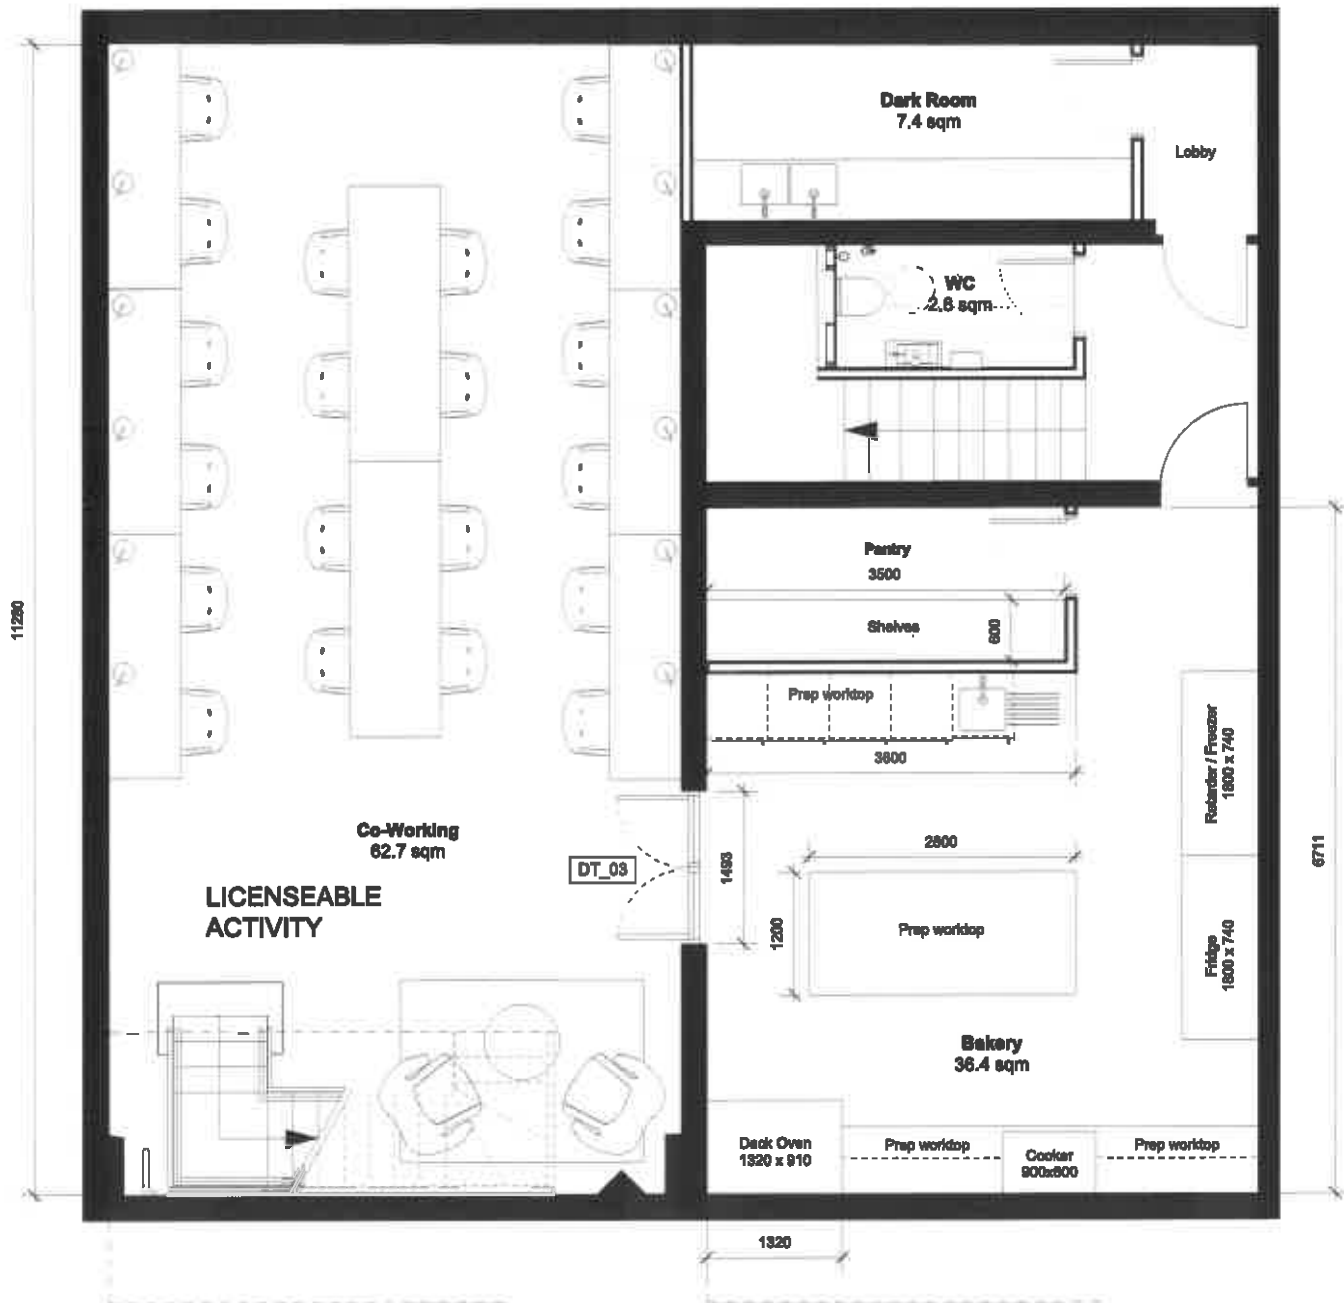 Dark Room
7.4 sqm
Lobby
WC
2.6 sqm
Pantry
3500
Shelves
600
Prep worktop
3600
Retarder / Freezer
1800 x 740
11280
6711
Co-Working
62.7 sqm
DT_03
1493
2600
1200
Prep worktop
Fridge
1800 x 740
LICENSEABLE
ACTIVITY
Bakery
36.4 sqm
Deck Oven
1320 x 910
Prep worktop
Cooker
900x600
Prep worktop
1320